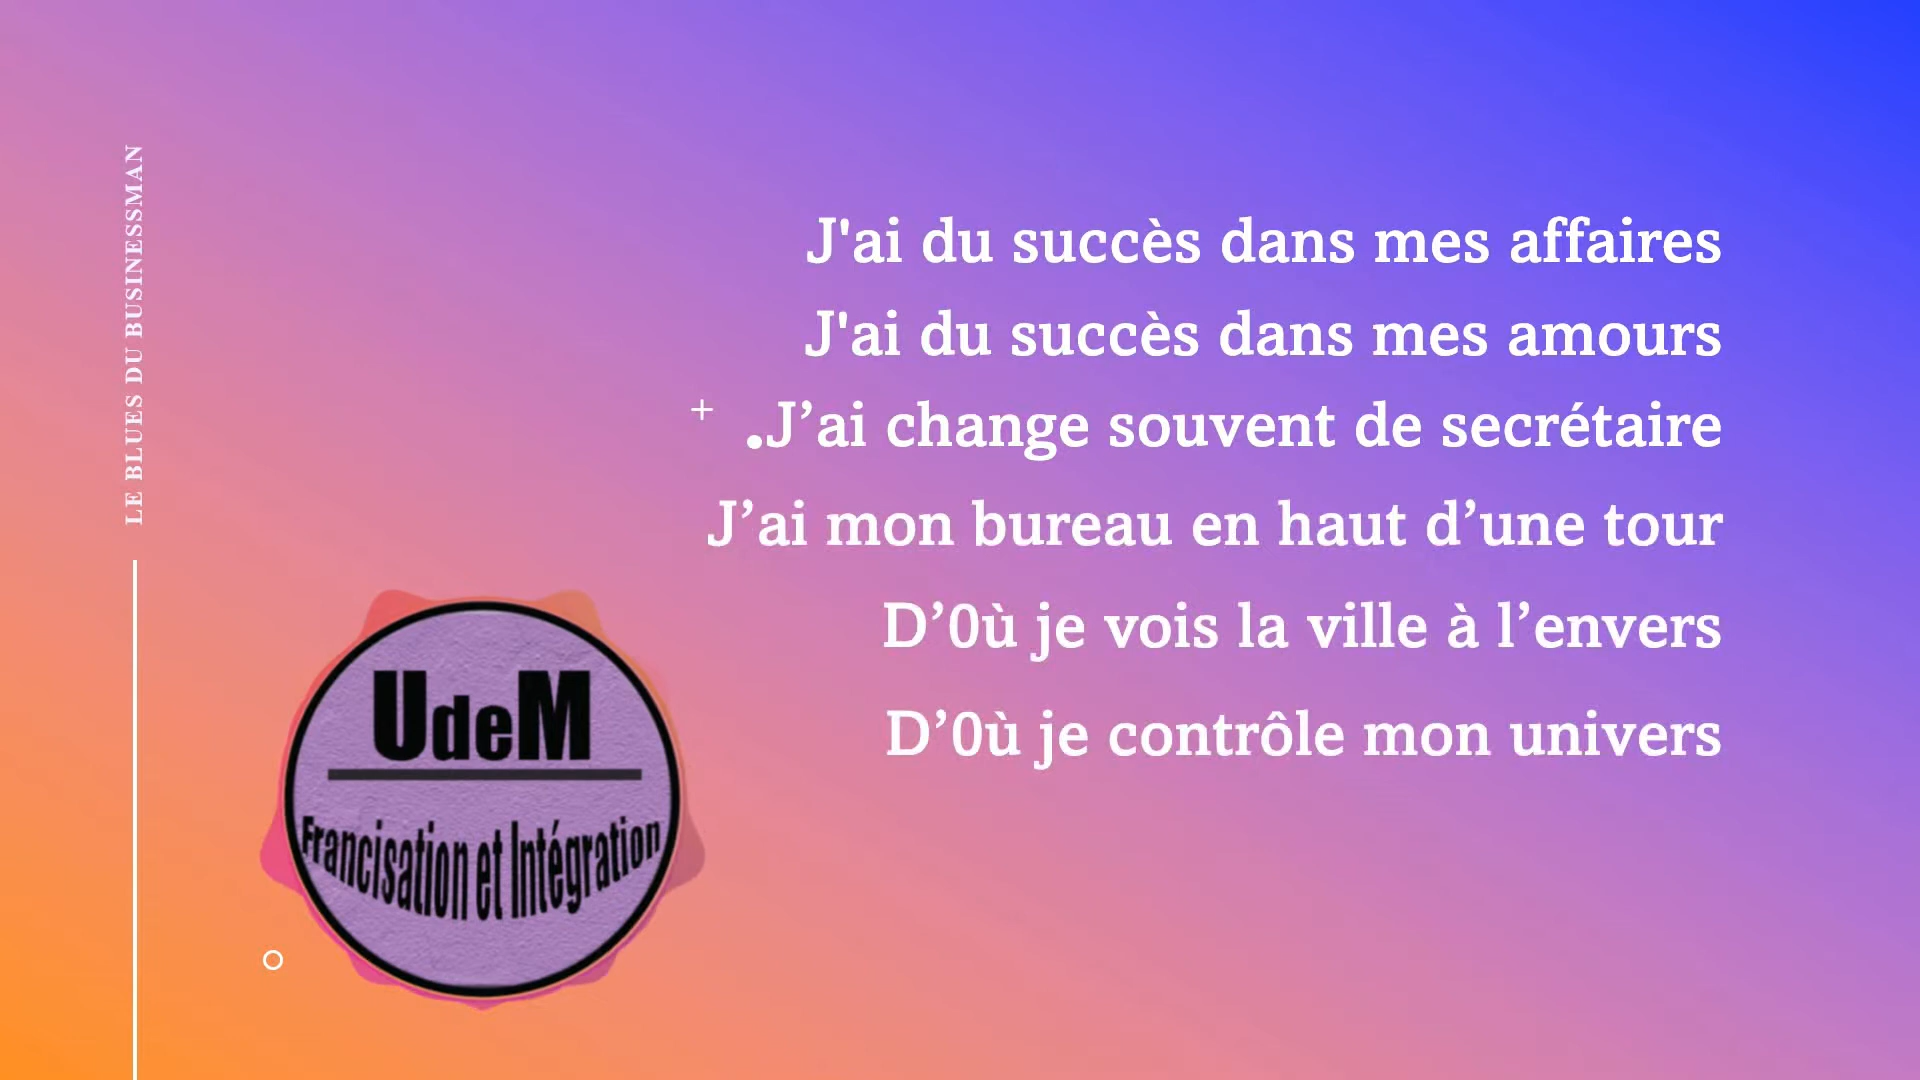 LE BLUES DU BUSINESSMAN
J'ai du succès dans mes affaires
J'ai du succès dans mes amours
.J’ai change souvent de secrétaire
J’ai mon bureau en haut d’une tour
D’0ù je vois la ville à l’envers
D’0ù je contrôle mon univers
UdeM
Francisation et Intégration